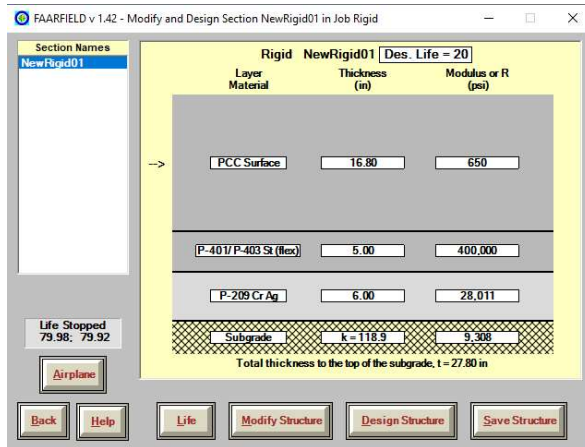 FAARFIELD v 1.42 - Modify and Design Section NewRigid01 in Job Rigid
Section Names
NewRigid01
Rigid NewRigid01 Des. Life = 20
Layer Material Thickness (in) Modulus or R (psi)
--> PCC Surface 16.80 650
P-401/ P-403 St (flex) 5.00 400,000
P-209 Cr Ag 6.00 28,011
Subgrade k = 118.9 9,308
Total thickness to the top of the subgrade, t = 27.80 in
Life Stopped
79.98; 79.92
Airplane
Back Help Life Modify Structure Design Structure Save Structure